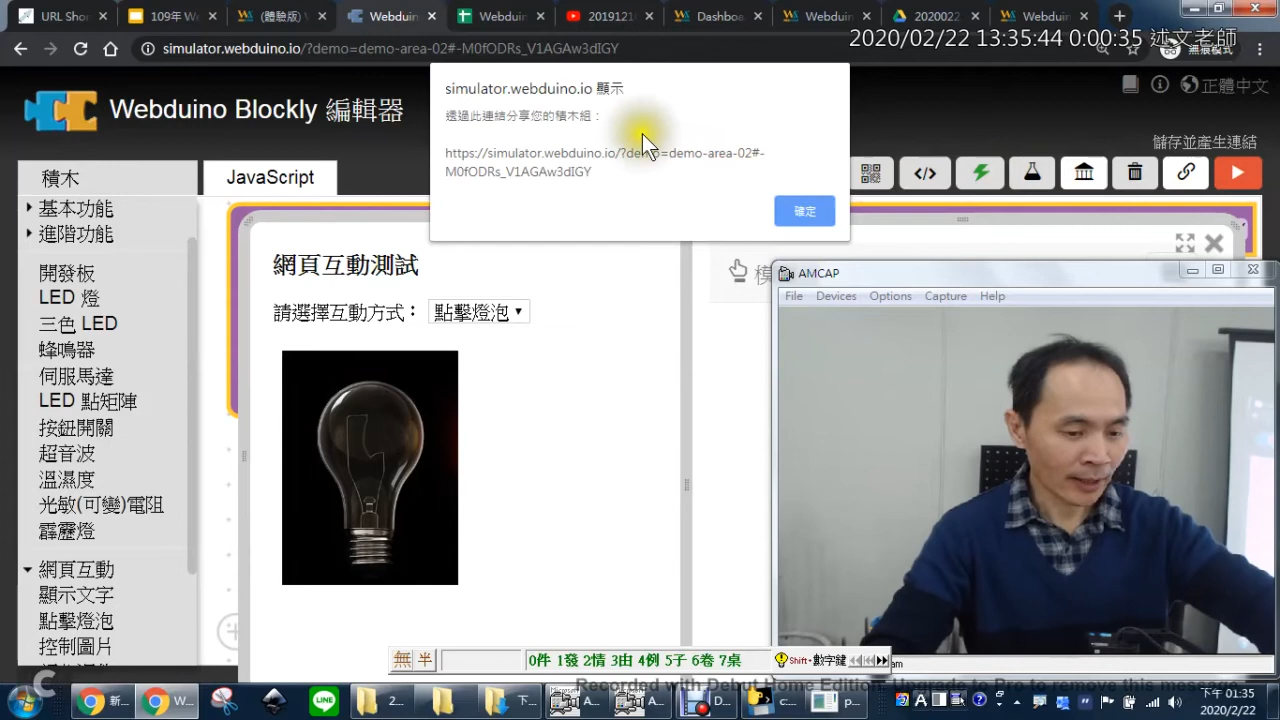 URL Shor
109年 W
(體驗版)
Webduin
Webduin
2019121
Dashboa
Webduin
2020022
Webduin
simulator.webduino.io/?demo=demo-area-02#-M0fODRs_V1AGAw3dIGY
2020/02/22 13:35:44 0:00:35 述文老師
無痕模式
simulator.webduino.io 顯示
透過此連結分享您的積木組：
https://simulator.webduino.io/?demo=demo-area-02#-
M0fODRs_V1AGAw3dIGY
確定
Webduino Blockly 編輯器
正體中文
儲存並產生連結
積木
JavaScript
基本功能
進階功能
開發板
LED 燈
三色 LED
蜂鳴器
伺服馬達
LED 點矩陣
按鈕開關
超音波
溫濕度
光敏(可變)電阻
霹靂燈
網頁互動
顯示文字
點擊燈泡
控制圖片
網頁互動測試
請選擇互動方式：
點擊燈泡
模
AMCAP
File Devices Options Capture Help
無 半
0件 1發 2情 3由 4例 5子 6卷 7桌
Shift+數字鍵
am
Recorded with Debut Home Edition. Upgrade to Pro to remove this message.
新...
W...
LINE
2...
下...
A...
A...
D...
c...
p...
下午 01:35
2020/2/22